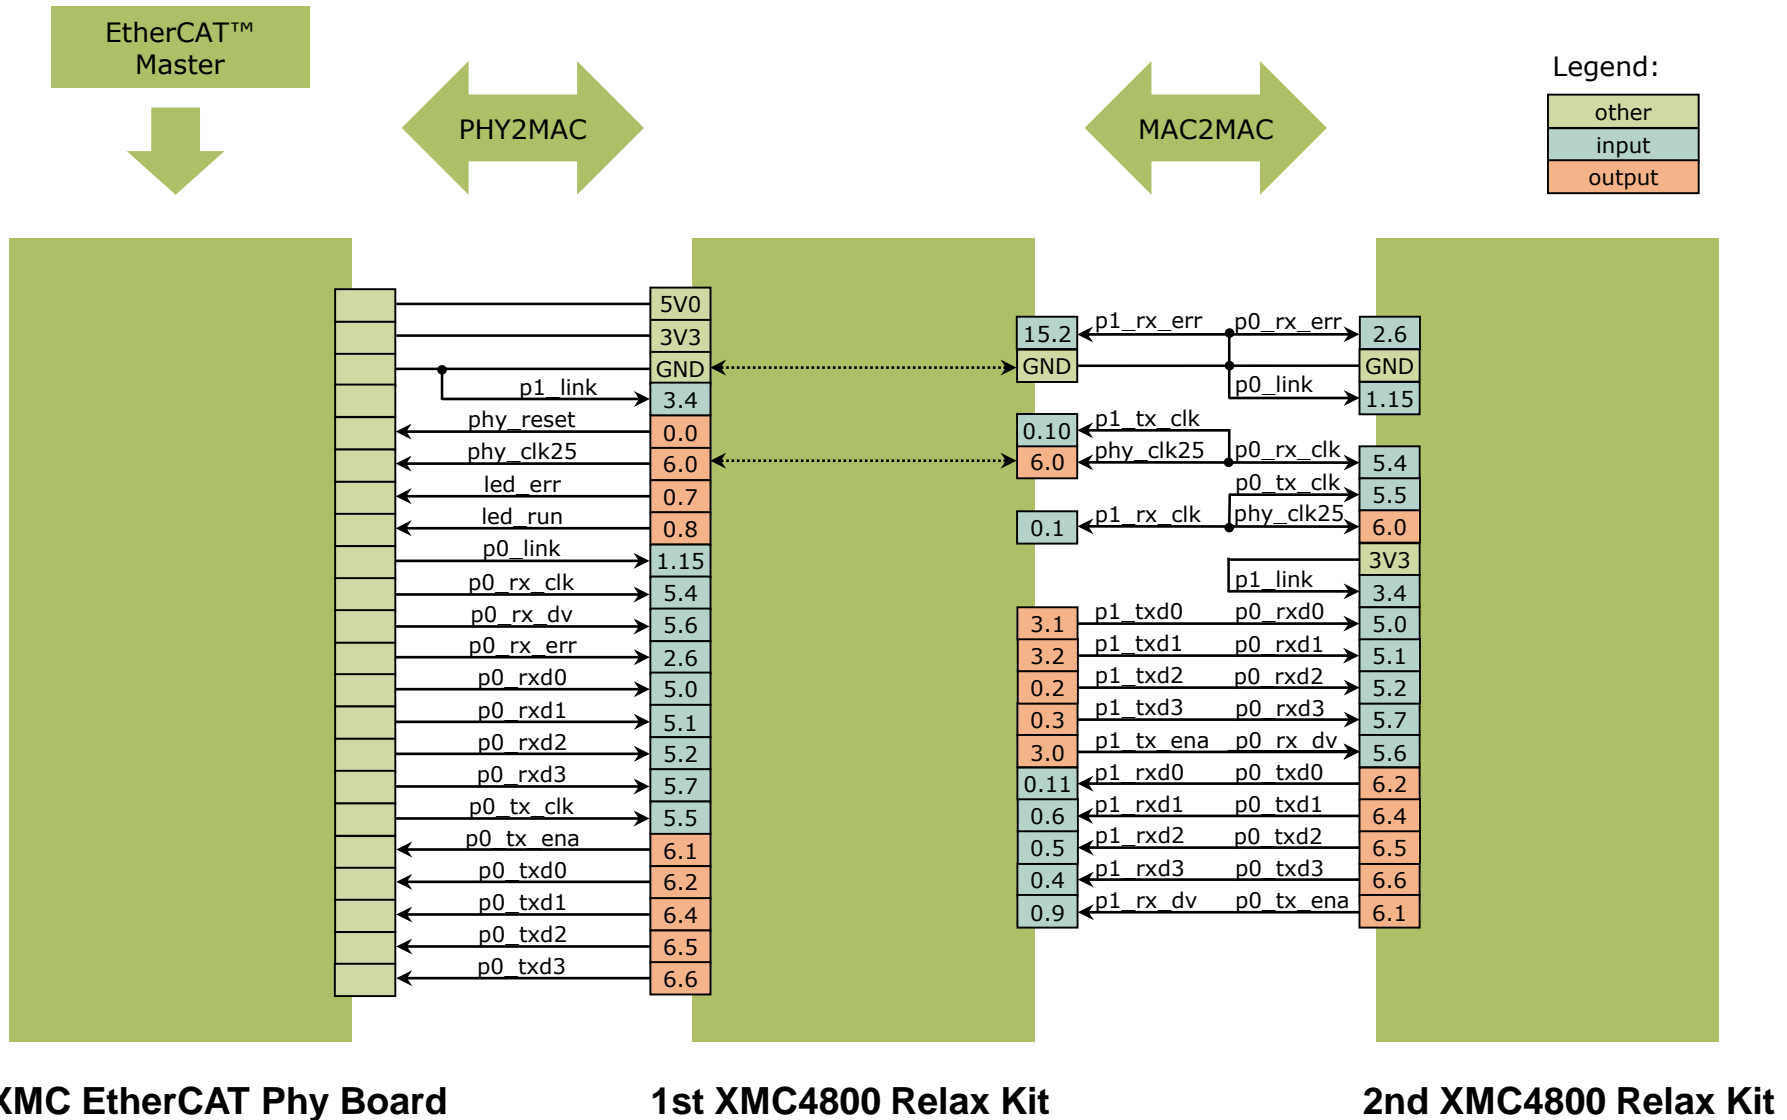 EtherCAT™
Master
PHY2MAC
MAC2MAC
Legend:
other
input
output
5V0
3V3
GND
p1_link 3.4
phy_reset 0.0
phy_clk25 6.0
led_err 0.7
led_run 0.8
p0_link 1.15
p0_rx_clk 5.4
p0_rx_dv 5.6
p0_rx_err 2.6
p0_rxd0 5.0
p0_rxd1 5.1
p0_rxd2 5.2
p0_rxd3 5.7
p0_tx_clk 5.5
p0_tx_ena 6.1
p0_txd0 6.2
p0_txd1 6.4
p0_txd2 6.5
p0_txd3 6.6
15.2 p1_rx_err p0_rx_err 2.6
GND GND
p0_link 1.15
0.10 p1_tx_clk
6.0 phy_clk25 p0_rx_clk 5.4
p0_tx_clk 5.5
0.1 p1_rx_clk phy_clk25 6.0
3V3
p1_link 3.4
3.1 p1_txd0 p0_rxd0 5.0
3.2 p1_txd1 p0_rxd1 5.1
0.2 p1_txd2 p0_rxd2 5.2
0.3 p1_txd3 p0_rxd3 5.7
3.0 p1_tx_ena p0_rx_dv 5.6
0.11 p1_rxd0 p0_txd0 6.2
0.6 p1_rxd1 p0_txd1 6.4
0.5 p1_rxd2 p0_txd2 6.5
0.4 p1_rxd3 p0_txd3 6.6
0.9 p1_rx_dv p0_tx_ena 6.1
XMC EtherCAT Phy Board
1st XMC4800 Relax Kit
2nd XMC4800 Relax Kit